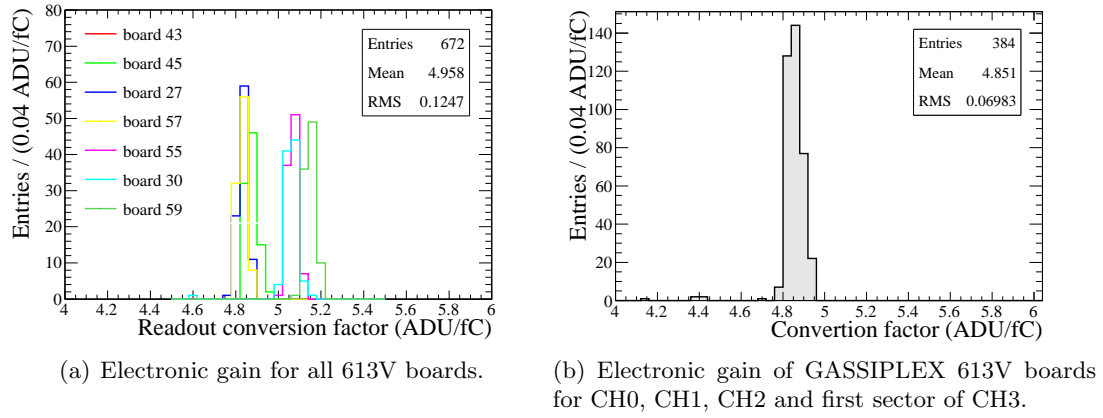 board 43
board 45
board 27
board 57
board 55
board 30
board 59
Entries 672
Mean 4.958
RMS 0.1247
Entries / (0.04 ADU/fC)
80
70
60
50
40
30
20
10
0
4 4.2 4.4 4.6 4.8 5 5.2 5.4 5.6 5.8 6
Readout conversion factor (ADU/fC)
(a) Electronic gain for all 613V boards.
Entries 384
Mean 4.851
RMS 0.06983
Entries / (0.04 ADU/fC)
140
120
100
80
60
40
20
0
4 4.2 4.4 4.6 4.8 5 5.2 5.4 5.6 5.8 6
Convertion factor (ADU/fC)
(b) Electronic gain of GASSIPLEX 613V boards
for CH0, CH1, CH2 and first sector of CH3.